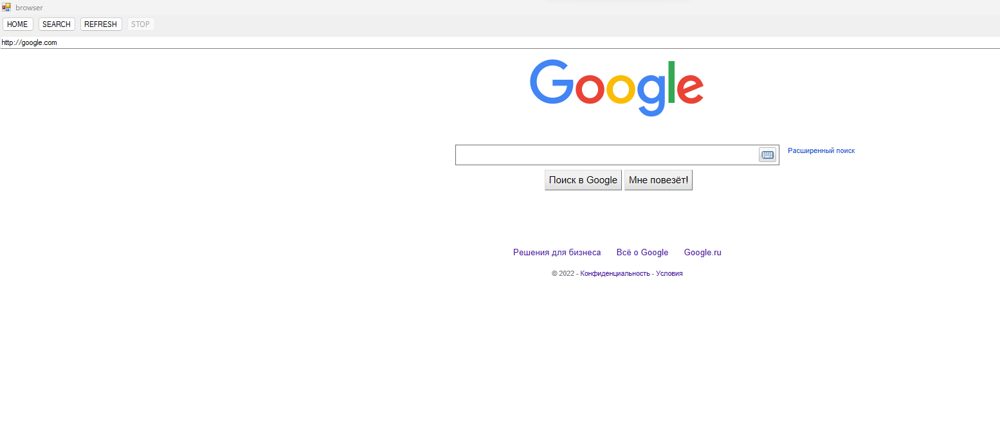 browser
HOME SEARCH REFRESH STOP
http://google.com
Google
Расширенный поиск
Поиск в Google Мне повезёт!
Решения для бизнеса Всё о Google Google.ru
© 2022 - Конфиденциальность - Условия